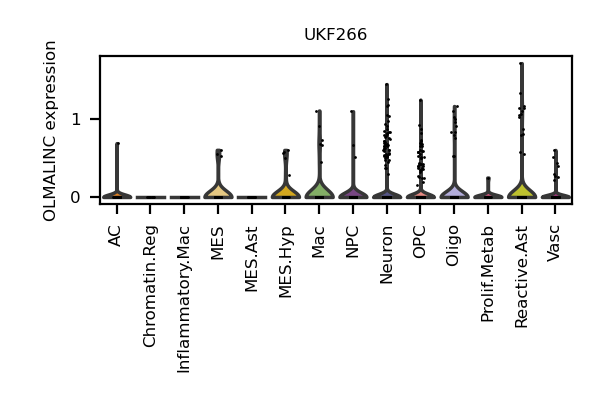 UKF266
OLMALINC expression
1
0
AC
Chromatin.Reg
Inflammatory.Mac
MES
MES.Ast
MES.Hyp
Mac
NPC
Neuron
OPC
Oligo
Prolif.Metab
Reactive.Ast
Vasc